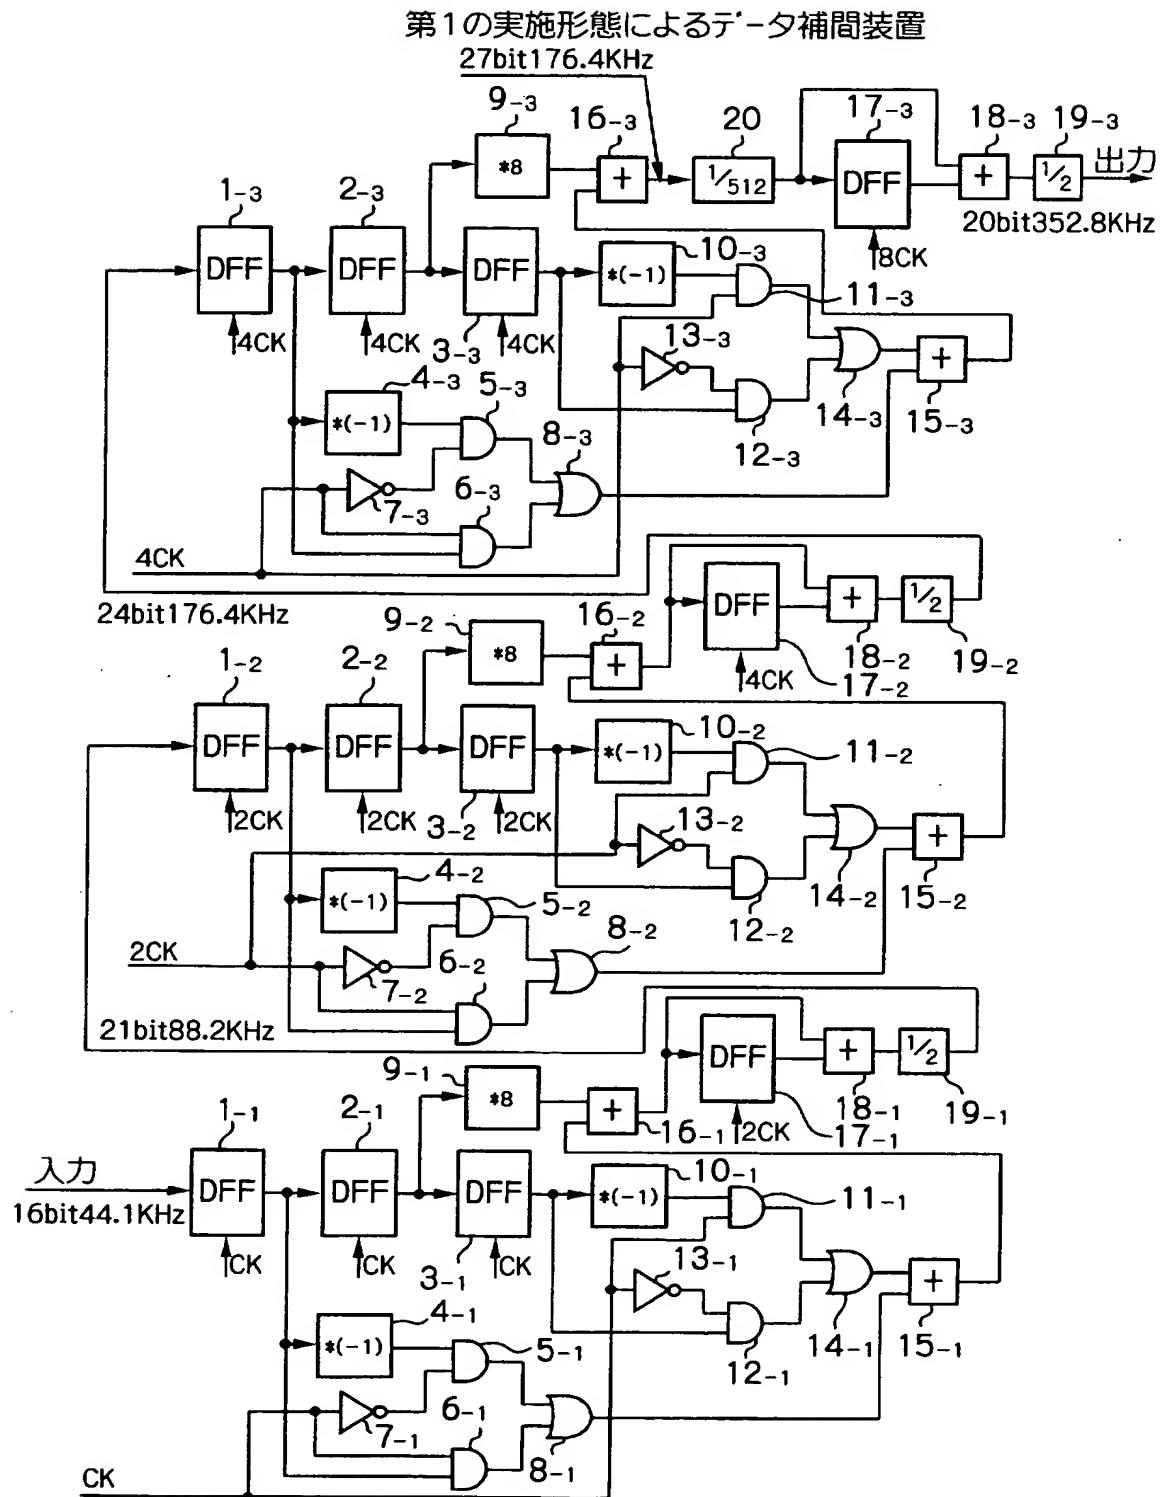 第1の実施形態によるデータ補間装置
27bit176.4KHz
9-3
16-3
20
17-3
18-3
19-3
*8
+
1/512
DFF
+
1/2
出力
20bit352.8KHz
8CK
1-3
2-3
10-3
DFF
DFF
DFF
*(-1)
11-3
4CK
4CK
3-3
4CK
13-3
+
4-3
5-3
14-3
15-3
*(-1)
8-3
12-3
6-3
7-3
4CK
24bit176.4KHz
9-2
16-2
DFF
+
1/2
*8
+
18-2
19-2
4CK
17-2
1-2
2-2
10-2
DFF
DFF
DFF
*(-1)
11-2
2CK
2CK
3-2
2CK
13-2
+
4-2
5-2
14-2
15-2
*(-1)
8-2
12-2
2CK
6-2
7-2
21bit88.2KHz
9-1
DFF
+
1/2
*8
+
18-1
19-1
16-1
2CK
17-1
1-1
2-1
10-1
入力
DFF
DFF
DFF
*(-1)
11-1
16bit44.1KHz
CK
CK
3-1
CK
13-1
+
4-1
5-1
14-1
15-1
*(-1)
12-1
6-1
7-1
8-1
CK